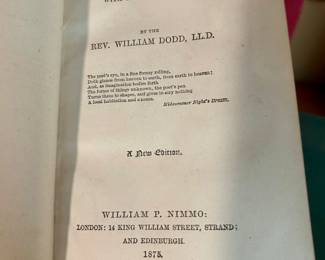 WITH
BY THE
REV. WILLIAM DODD, LL.D.
The poet's eye, in a fine frenzy rolling,
Doth glance from heaven to earth, from earth to heaven;
And, as imagination bodies forth
The forms of things unknown, the poet's pen
Turns them to shapes, and gives to airy nothing
A local habitation and a name.
Midsummer Night's Dream.
A New Edition.
WILLIAM P. NIMMO:
LONDON: 14 KING WILLIAM STREET, STRAND;
AND EDINBURGH.
1875.